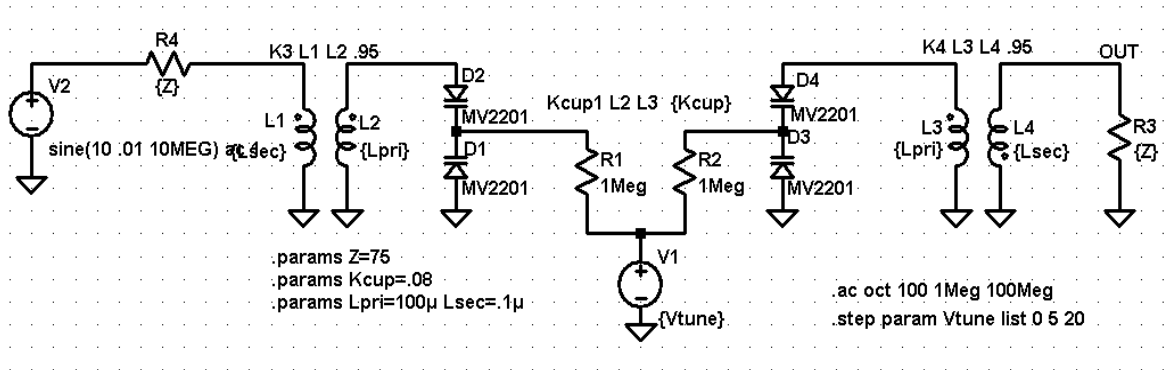 R4
{Z}
V2
sine(10 .01 10MEG) ac
K3 L1 L2 .95
L1
{Lsec}
L2
{Lpri}
D2
MV2201
D1
MV2201
Kcup1 L2 L3 {Kcup}
R1
1Meg
R2
1Meg
V1
{Vtune}
D4
MV2201
D3
MV2201
K4 L3 L4 .95
L3
{Lpri}
L4
{Lsec}
OUT
R3
{Z}
.params Z=75
.params Kcup=.08
.params Lpri=100µ Lsec=.1µ
.ac oct 100 1Meg 100Meg
.step param Vtune list 0 5 20